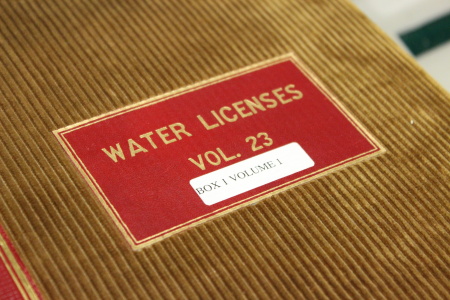 WATER LICENSES
VOL. 23
BOX 1 VOLUME 1